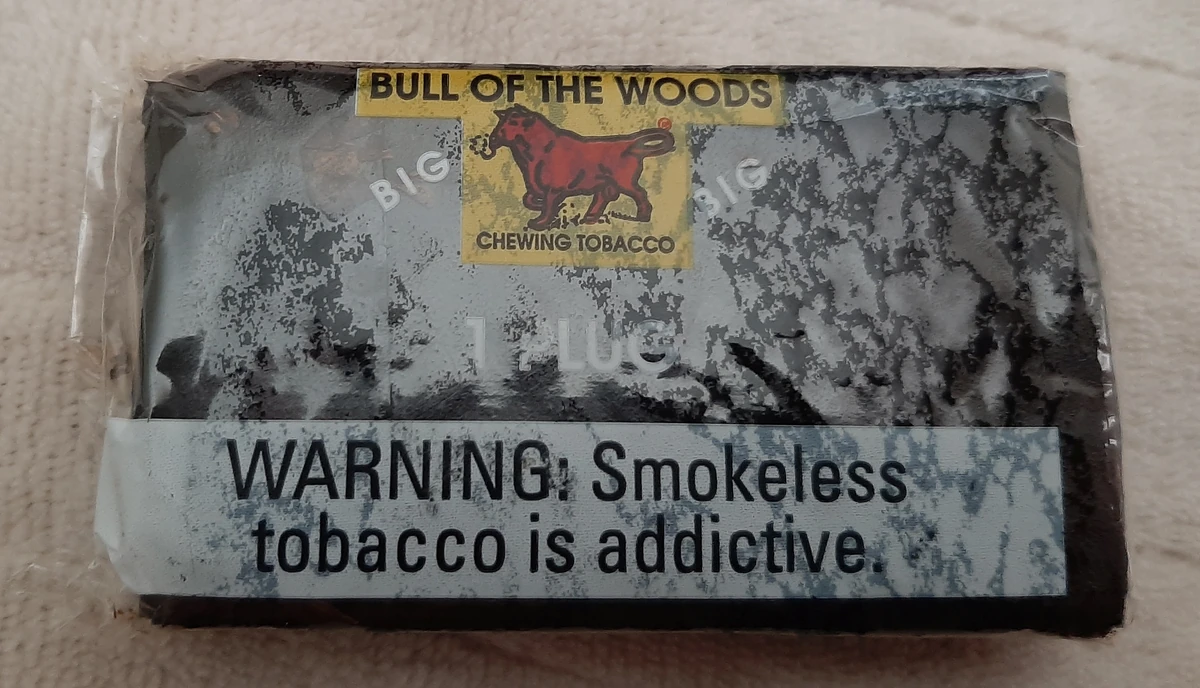 BULL OF THE WOODS
®
BIG
BIG
CHEWING TOBACCO
1 PLUG
WARNING: Smokeless
tobacco is addictive.